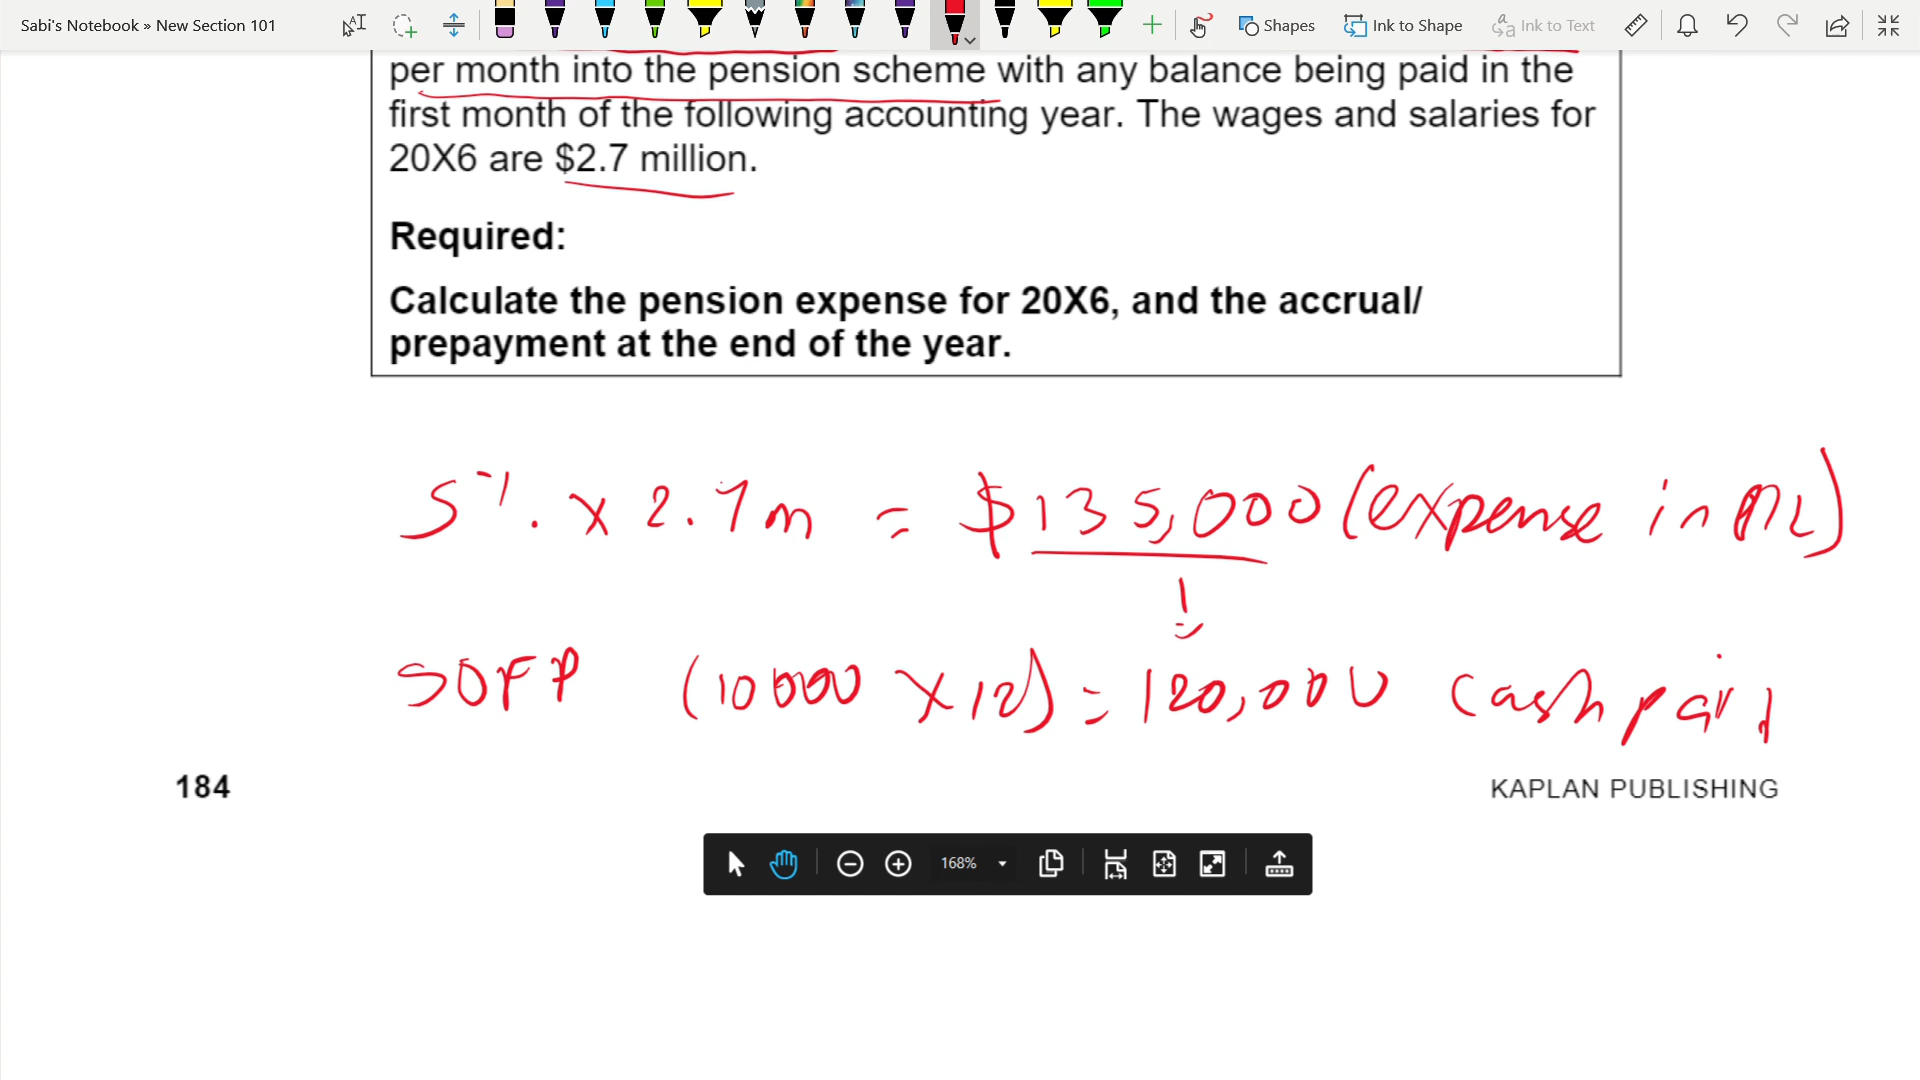 Sabi's Notebook » New Section 101
Shapes
Ink to Shape
Ink to Text
per month into the pension scheme with any balance being paid in the
first month of the following accounting year. The wages and salaries for
20X6 are $2.7 million.
Required:
Calculate the pension expense for 20X6, and the accrual/
prepayment at the end of the year.
5% x 2.7m = $135,000 (expense in P/L)
SOFP (10000 x 12) = 120,000 cash paid
184
KAPLAN PUBLISHING
168%